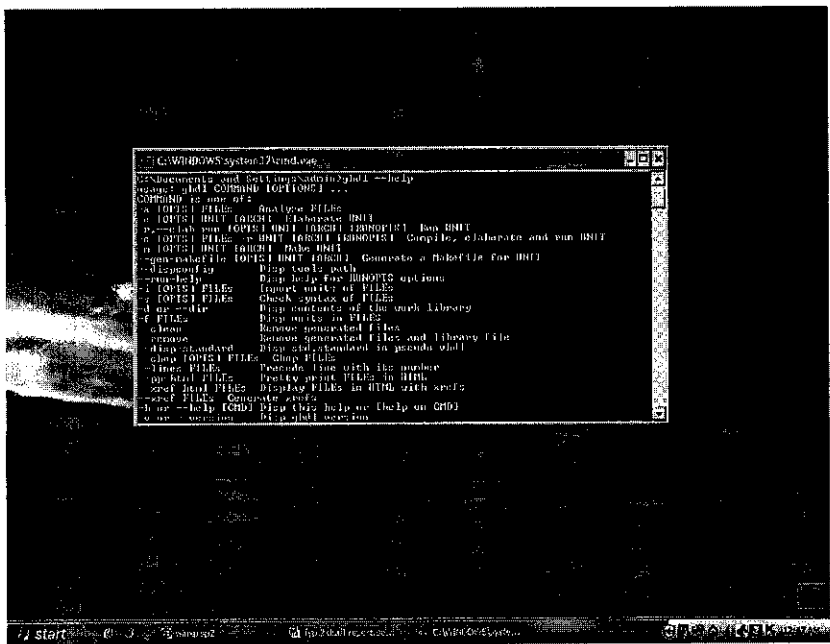 C:\WINDOWS\system32\cmd.exe
C:\Documents and Settings\admin>ghdl --help
usage: ghdl COMMAND [OPTIONS] ...
COMMAND is one of:
-a [OPTS] FILEs Analyse FILEs
-e [OPTS] UNIT [ARCH] Elaborate UNIT
-r,--elab-run [OPTS] UNIT [ARCH] [RUNOPTS] Run UNIT
-c [OPTS] FILEs -r UNIT [ARCH] [RUNOPTS] Compile, elaborate and run UNIT
-m [OPTS] UNIT [ARCH] Make UNIT
--gen-makefile [OPTS] UNIT [ARCH] Generate a Makefile for UNIT
--dispconfig Disp tools path
--run-help Disp help for RUNOPTS options
-i [OPTS] FILEs Import units of FILEs
-s [OPTS] FILEs Check syntax of FILEs
-d or --dir Disp contents of the work library
-f FILEs Disp units in FILES
--clean Remove generated files
--remove Remove generated files and library file
--disp-standard Disp std.standard in pseudo-vhdl
--chop [OPTS] FILEs Chop FILEs
--lines FILEs Precede line with its number
--pp-html FILEs Pretty-print FILEs in HTML
--xref-html FILEs Display FILEs in HTML with xrefs
--xref FILEs Generate xrefs
-h or --help [CMD] Disp this help or [help on CMD]
-v or --version Disp ghdl version
start